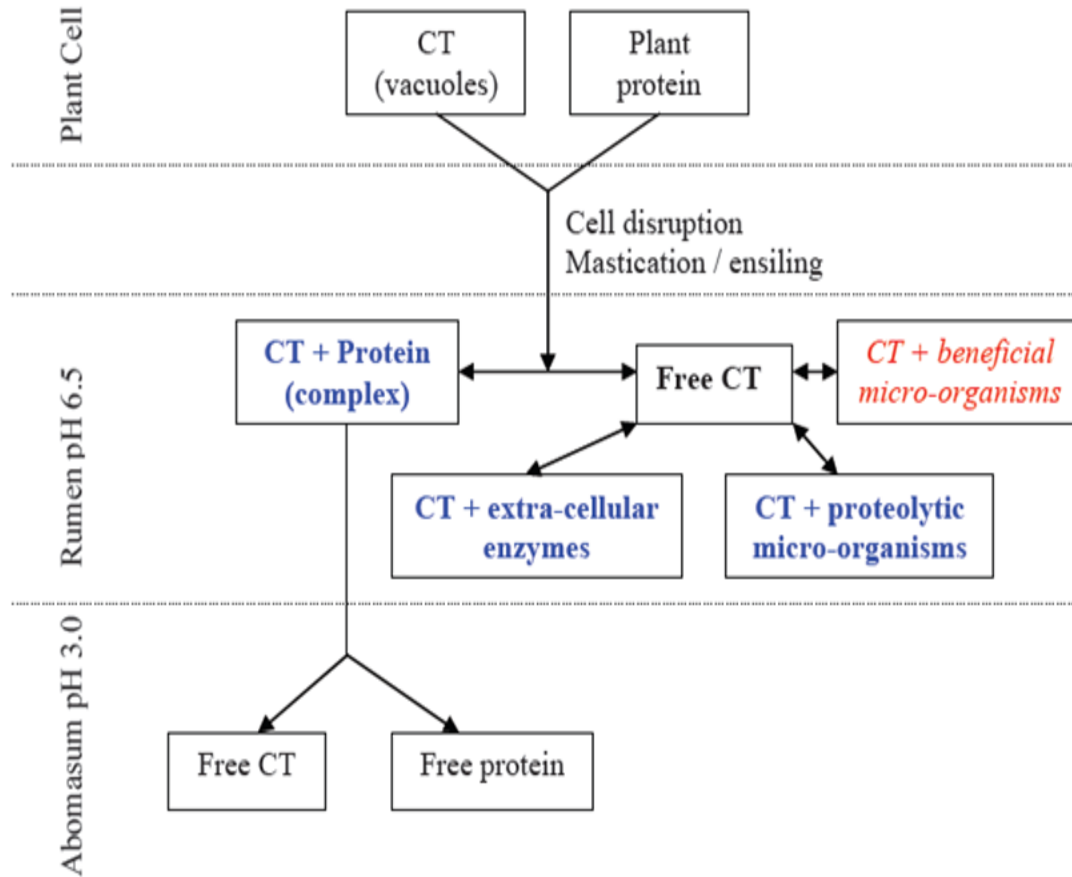 Plant Cell
CT
(vacuoles)
Plant
protein
Cell disruption
Mastication / ensiling
Rumen pH 6.5
CT + Protein
(complex)
Free CT
CT + beneficial
micro-organisms
CT + extra-cellular
enzymes
CT + proteolytic
micro-organisms
Abomasum pH 3.0
Free CT
Free protein